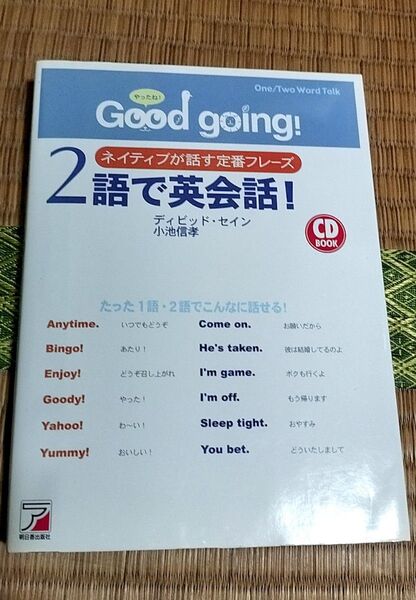 One/Two Word Talk
やったね!
Good going!
ネイティブが話す定番フレーズ
2語で英会話!
ディビッド・セイン
小池信孝
CD
BOOK
たった1語・2語でこんなに話せる!
Anytime. いつでもどうぞ Come on. お願いだから
Bingo! あたり! He's taken. 彼は結婚してるのよ
Enjoy! どうぞ召し上がれ I'm game. ボクも行くよ
Goody! やった! I'm off. もう帰ります
Yahoo! わ〜い! Sleep tight. おやすみ
Yummy! おいしい! You bet. どういたしまして
明日香出版社